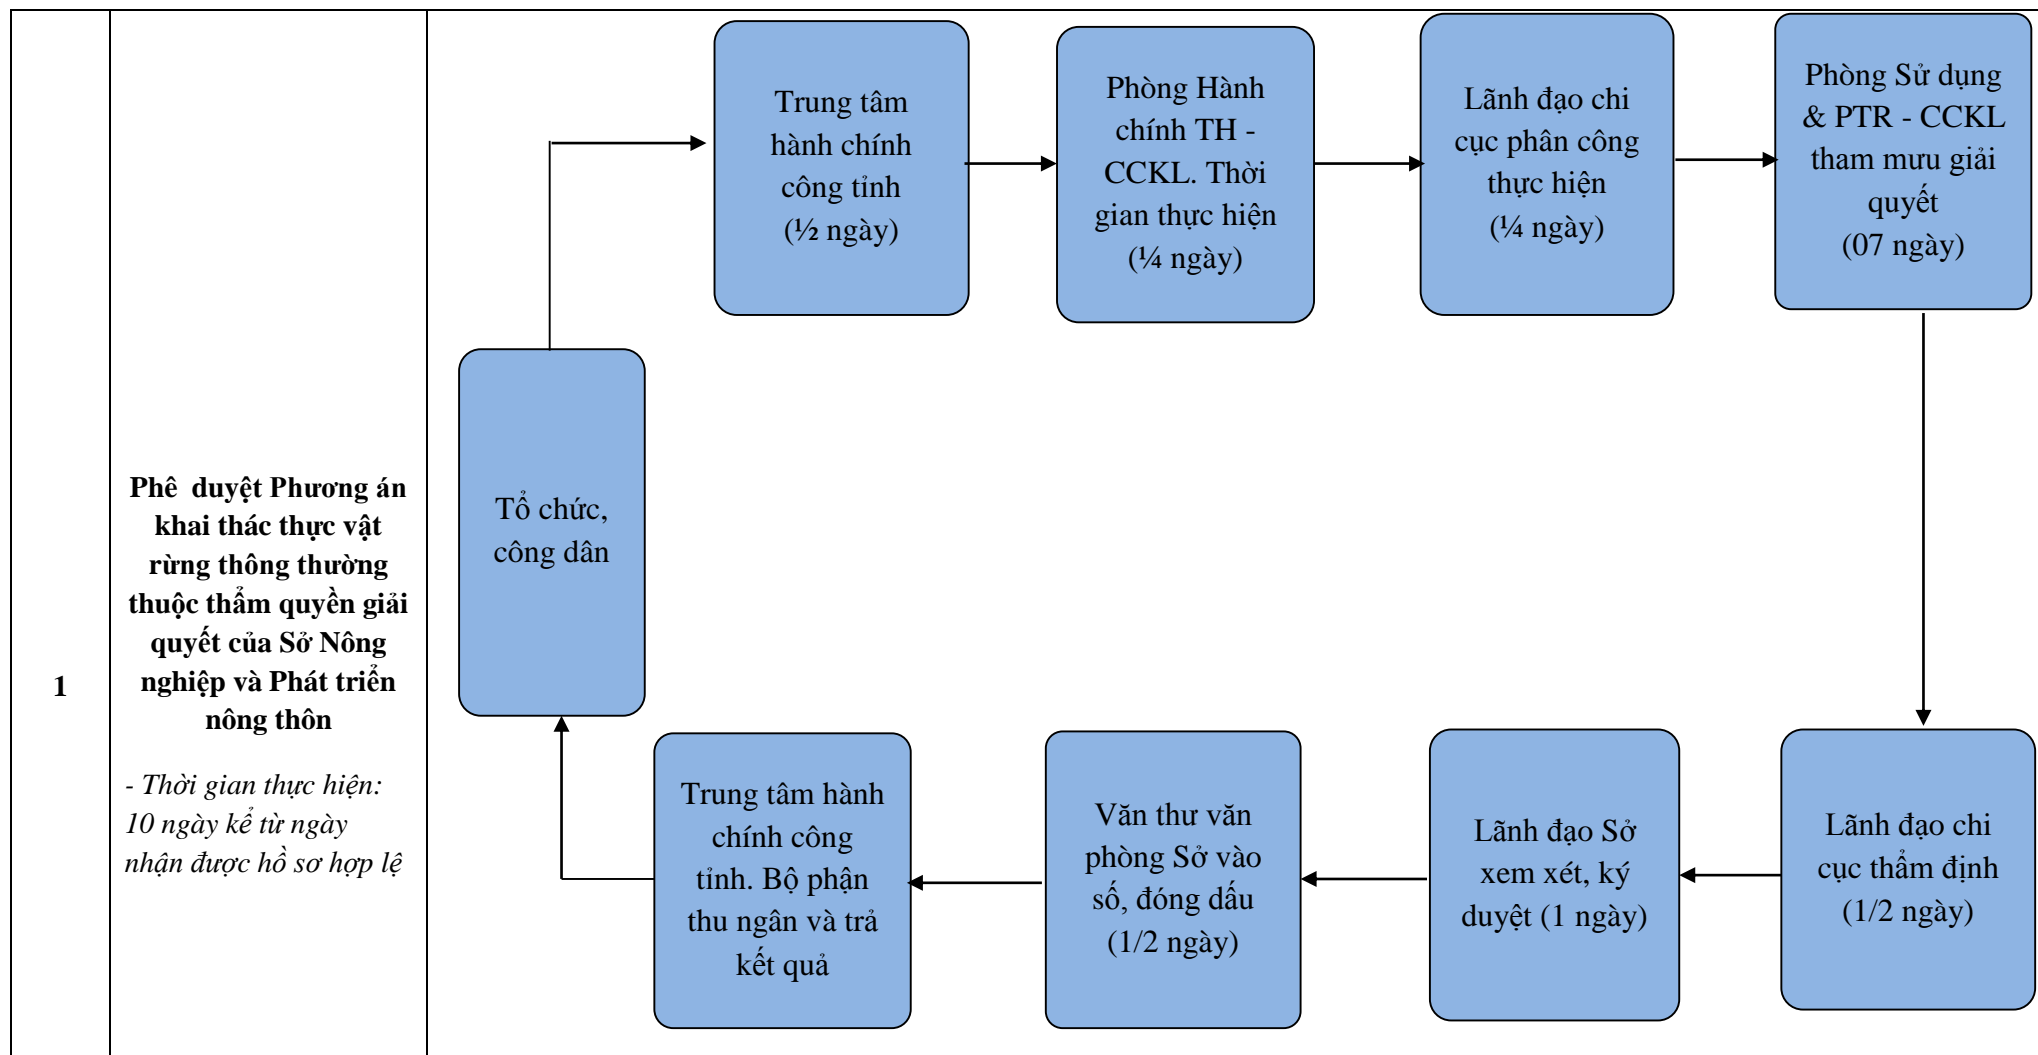 1
Phê duyệt Phương án
khai thác thực vật
rừng thông thường
thuộc thẩm quyền giải
quyết của Sở Nông
nghiệp và Phát triển
nông thôn
- Thời gian thực hiện:
10 ngày kể từ ngày
nhận được hồ sơ hợp lệ
Tổ chức,
công dân
Trung tâm
hành chính
công tỉnh
(½ ngày)
Phòng Hành
chính TH -
CCKL. Thời
gian thực hiện
(¼ ngày)
Lãnh đạo chi
cục phân công
thực hiện
(¼ ngày)
Phòng Sử dụng
& PTR - CCKL
tham mưu giải
quyết
(07 ngày)
Lãnh đạo chi
cục thẩm định
(1/2 ngày)
Lãnh đạo Sở
xem xét, ký
duyệt (1 ngày)
Văn thư văn
phòng Sở vào
số, đóng dấu
(1/2 ngày)
Trung tâm hành
chính công
tỉnh. Bộ phận
thu ngân và trả
kết quả